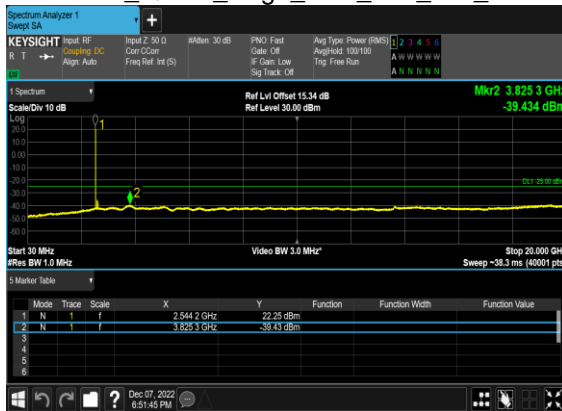 Spectrum Analyzer 1
Swept SA
+
KEYSIGHT Input: RF Input Z: 50 Ω #Atten: 30 dB PNO: Fast Avg Type: Power (RMS) 1 2 3 4 5 6
R T Coupling: DC Corr CCorr Gate: Off Avg|Hold: 100/100 A W W W W W
Align: Auto Freq Ref: Int (S) IF Gain: Low Trig: Free Run
Sig Track: Off A N N N N N
1 Spectrum Ref Lvl Offset 15.34 dB Mkr2 3.825 3 GH
Scale/Div 10 dB Ref Level 30.00 dBm -39.434 dBn
Log
20.0
10.0
0.00
-10.0
-20.0
DL1 -25.00 dB
-30.0
-40.0
-50.0
-60.0
1
2
Start 30 MHz Video BW 3.0 MHz* Stop 20.000 GH
#Res BW 1.0 MHz Sweep ~38.3 ms (40001 pts
5 Marker Table
Mode Trace Scale X Y Function Function Width Function Value
1 N 1 f 2.544 2 GHz 22.25 dBm
2 N 1 f 3.825 3 GHz -39.43 dBm
3
4
5
6
? Dec 07, 2022
6:51:45 PM